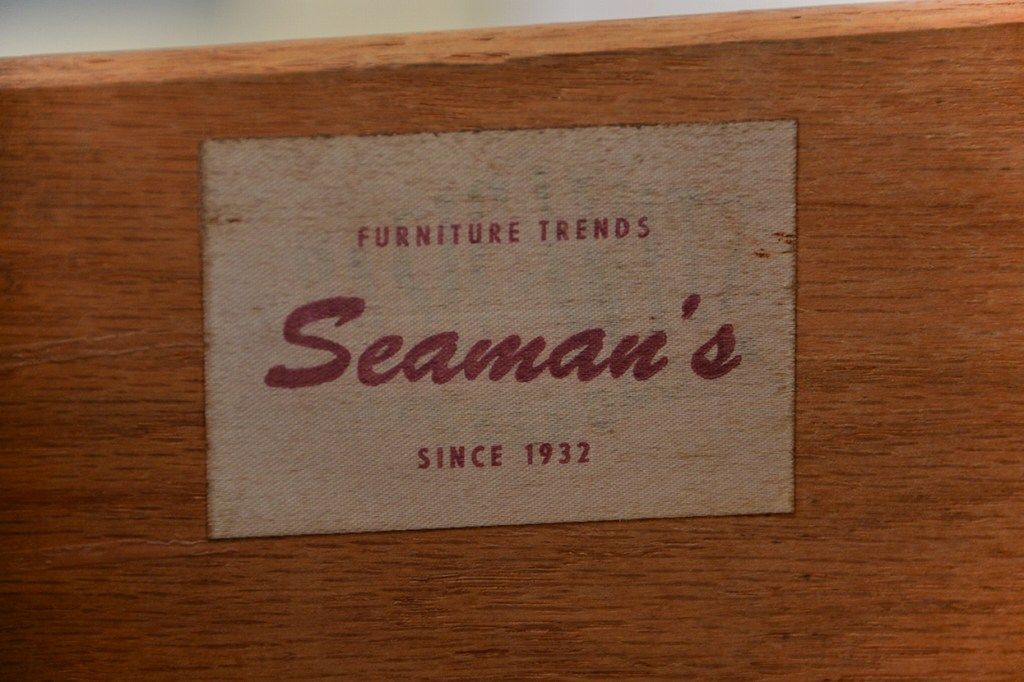 FURNITURE TRENDS
Seaman's
SINCE 1932